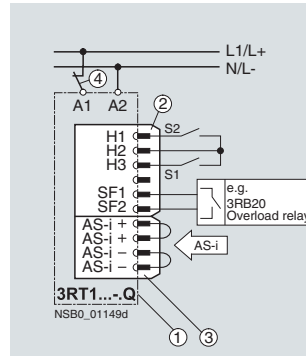 L1/L+
N/L-
4
A1 A2
2
H1
H2
H3
S2
S1
SF1
SF2
e.g.
3RB20
Overload relay
AS-i +
AS-i +
AS-i −
AS-i −
AS-i
3RT1...-.Q
NSB0_01149d
1
3